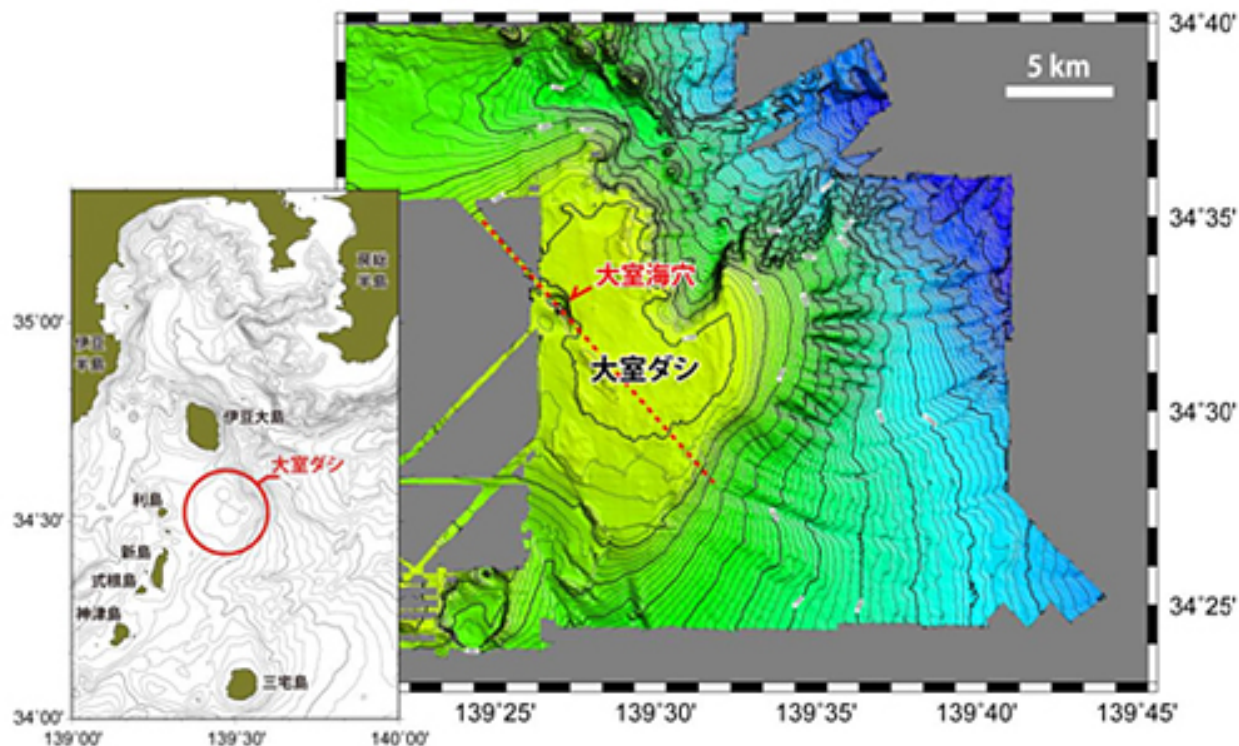 34°40'
5 km
34°35'
大室海穴
大室ダシ
34°30'
34°25'
139°25'
139°30'
139°35'
139°40'
139°45'
房総
半島
35°00'
伊豆
半島
伊豆大島
大室ダシ
利島
34°30'
新島
式根島
神津島
三宅島
34°00'
139°00'
139°30'
140°00'